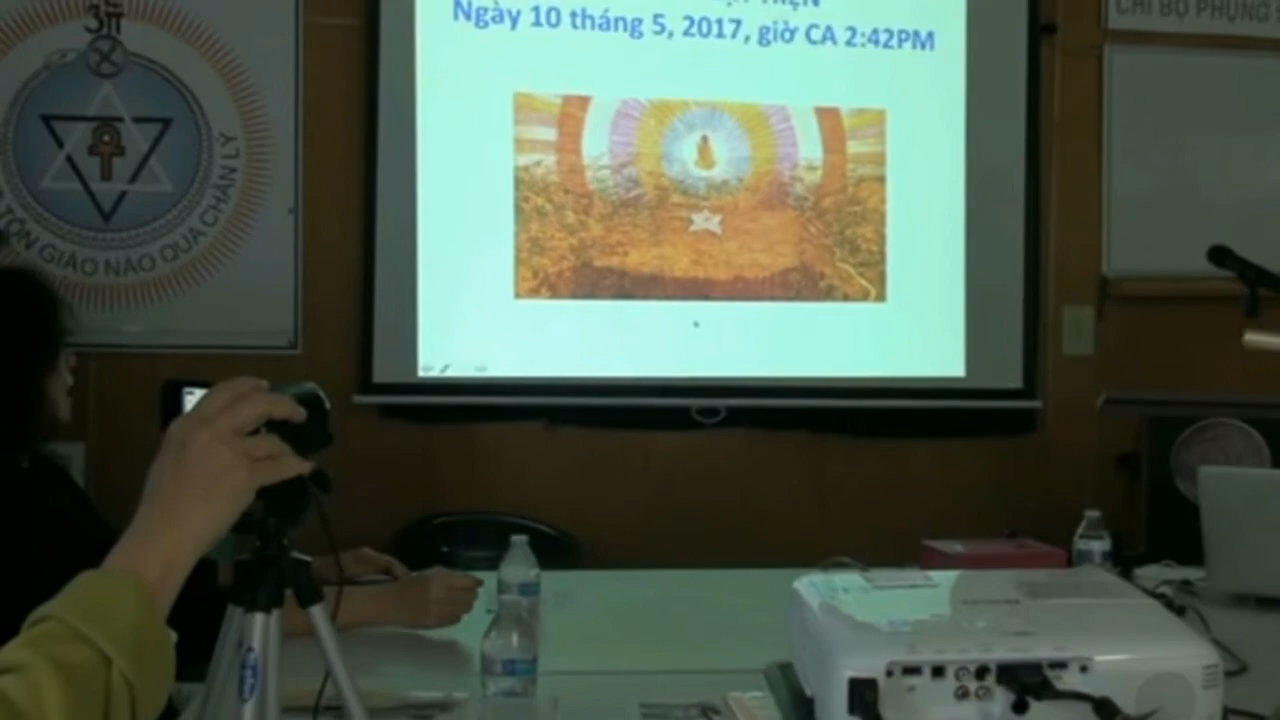 Ngày 10 tháng 5, 2017, giờ CA 2:42PM
TÔN GIÁO NÀO QUA CHÂN LÝ
CHI BỘ PHỤNG